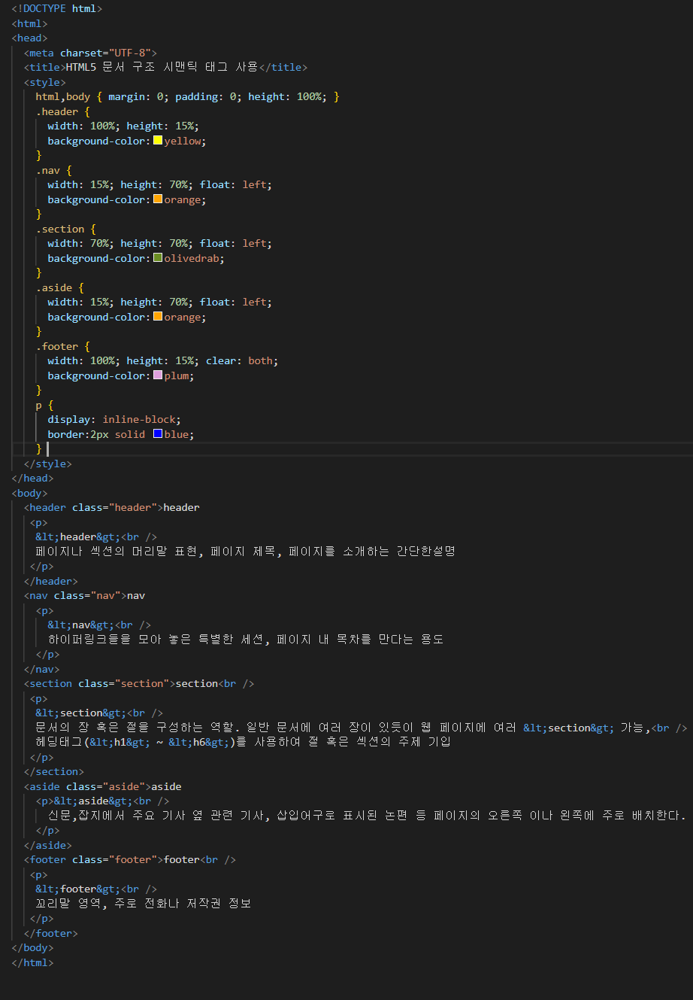 <!DOCTYPE html>
<html>
<head>
<meta charset="UTF-8">
<title>HTML5 문서 구조 시맨틱 태그 사용</title>
<style>
html,body { margin: 0; padding: 0; height: 100%; }
.header {
width: 100%; height: 15%;
background-color: yellow;
}
.nav {
width: 15%; height: 70%; float: left;
background-color: orange;
}
.section {
width: 70%; height: 70%; float: left;
background-color: olivedrab;
}
.aside {
width: 15%; height: 70%; float: left;
background-color: orange;
}
.footer {
width: 100%; height: 15%; clear: both;
background-color: plum;
}
p {
display: inline-block;
border:2px solid blue;
}
</style>
</head>
<body>
<header class="header">header
<p>
&lt;header&gt;<br />
페이지나 섹션의 머리말 표현, 페이지 제목, 페이지를 소개하는 간단한설명
</p>
</header>
<nav class="nav">nav
<p>
&lt;nav&gt;<br />
하이퍼링크들을 모아 놓은 특별한 세션, 페이지 내 목차를 만다는 용도
</p>
</nav>
<section class="section">section<br />
<p>
&lt;section&gt;<br />
문서의 장 혹은 절을 구성하는 역할. 일반 문서에 여러 장이 있듯이 웹 페이지에 여러 &lt;section&gt; 가능,<br />
헤딩태그(&lt;h1&gt; ~ &lt;h6&gt;)를 사용하여 절 혹은 섹션의 주제 기입
</p>
</section>
<aside class="aside">aside
<p>&lt;aside&gt;<br />
신문,잡지에서 주요 기사 옆 관련 기사, 삽입어구로 표시된 논편 등 페이지의 오른쪽 이나 왼쪽에 주로 배치한다.
</p>
</aside>
<footer class="footer">footer<br />
<p>
&lt;footer&gt;<br />
꼬리말 영역, 주로 전화나 저작권 정보
</p>
</footer>
</body>
</html>